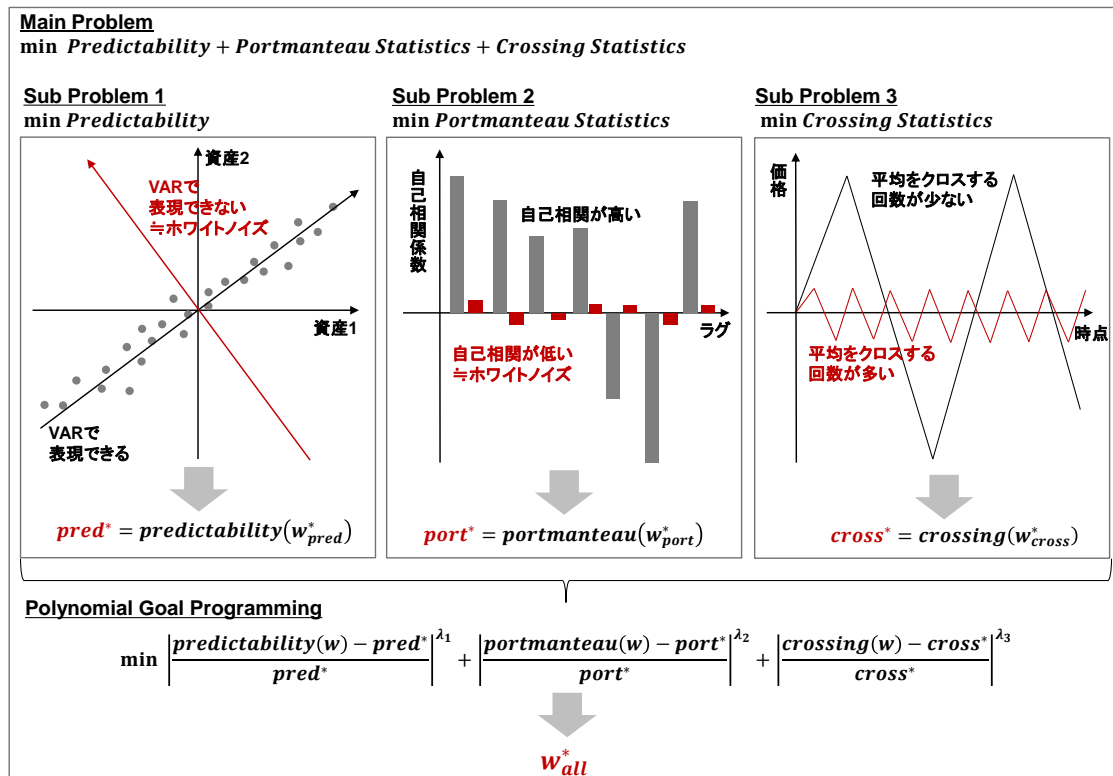 Main Problem
min Predictability + Portmanteau Statistics + Crossing Statistics
Sub Problem 1
min Predictability
資産2
VARで
表現できない
≒ホワイトノイズ
資産1
VARで
表現できる
pred* = predictability(w*pred)
Sub Problem 2
min Portmanteau Statistics
自己相関係数
自己相関が高い
ラグ
自己相関が低い
≒ホワイトノイズ
port* = portmanteau(w*port)
Sub Problem 3
min Crossing Statistics
価格
平均をクロスする
回数が少ない
時点
平均をクロスする
回数が多い
cross* = crossing(w*cross)
Polynomial Goal Programming
min |predictability(w) − pred* / pred*|^λ1 + |portmanteau(w) − port* / port*|^λ2 + |crossing(w) − cross* / cross*|^λ3
w*all